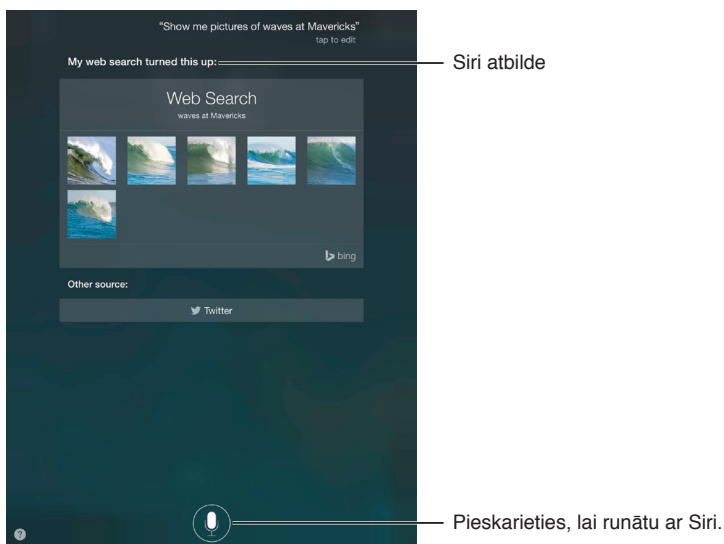 “Show me pictures of waves at Mavericks”
tap to edit
My web search turned this up:
Siri atbilde
Web Search
waves at Mavericks
bing
Other source:
Twitter
?
Pieskarieties, lai runātu ar Siri.